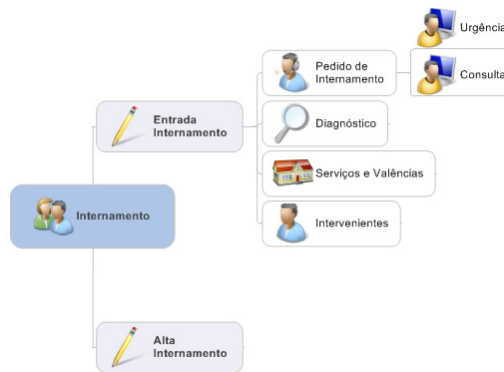 Urgência
Pedido de
Internamento
Consulta
Entrada
Internamento
Diagnóstico
Serviços e Valências
Internamento
Intervenientes
Alta
Internamento